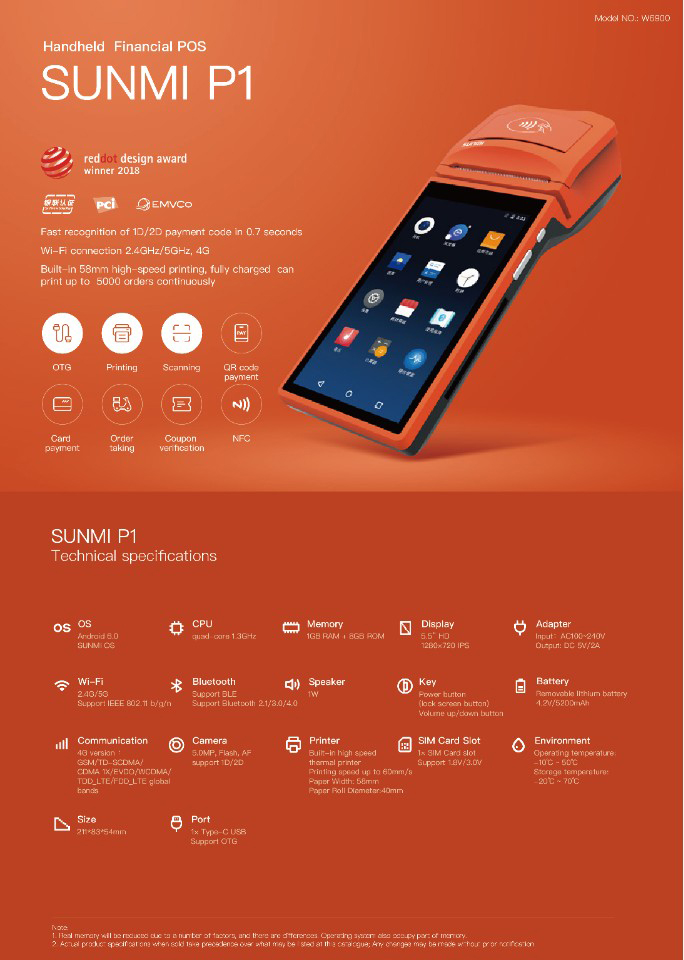 Model NO.: W6900
Handheld Financial POS
SUNMI P1
reddot design award
winner 2018
银联认证
PCI
EMVCo
Fast recognition of 1D/2D payment code in 0.7 seconds
Wi-Fi connection 2.4GHz/5GHz, 4G
Built-in 58mm high-speed printing, fully charged can
print up to 5000 orders continuously
OTG
Printing
Scanning
QR code
payment
Card
payment
Order
taking
Coupon
verification
NFC
SUNMI
SUNMI P1
Technical specifications
OS
OS
Android 6.0
SUNMI OS
CPU
quad-core 1.3GHz
Memory
1GB RAM + 8GB ROM
Display
5.5" HD
1280×720 IPS
Adapter
Input: AC100~240V
Output: DC 5V/2A
Wi-Fi
2.4G/5G
Support IEEE 802.11 b/g/n
Bluetooth
Support BLE
Support Bluetooth 2.1/3.0/4.0
Speaker
1W
Key
Power button
(lock screen button)
Volume up/down button
Battery
Removable lithium battery
4.2V/5200mAh
Communication
4G version :
GSM/TD-SCDMA/
CDMA 1X/EVDO/WCDMA/
TDD_LTE/FDD_LTE global
bands
Camera
5.0MP, Flash, AF
support 1D/2D
Printer
Built-in high speed
thermal printer
Printing speed up to 60mm/s
Paper Width: 58mm
Paper Roll Diameter:40mm
SIM Card Slot
1× SIM Card slot
Support 1.8V/3.0V
Environment
Operating temperature:
-10℃ ~ 50℃
Storage temperature:
-20℃ ~ 70℃
Size
211*83*54mm
Port
1x Type-C USB
Support OTG
Note:
1. Real memory will be reduced due to a number of factors, and there are differences. Operating system also occupy part of memory.
2. Actual product specifications when sold take precedence over what may be listed at this catalogue; Any changes may be made without prior notification